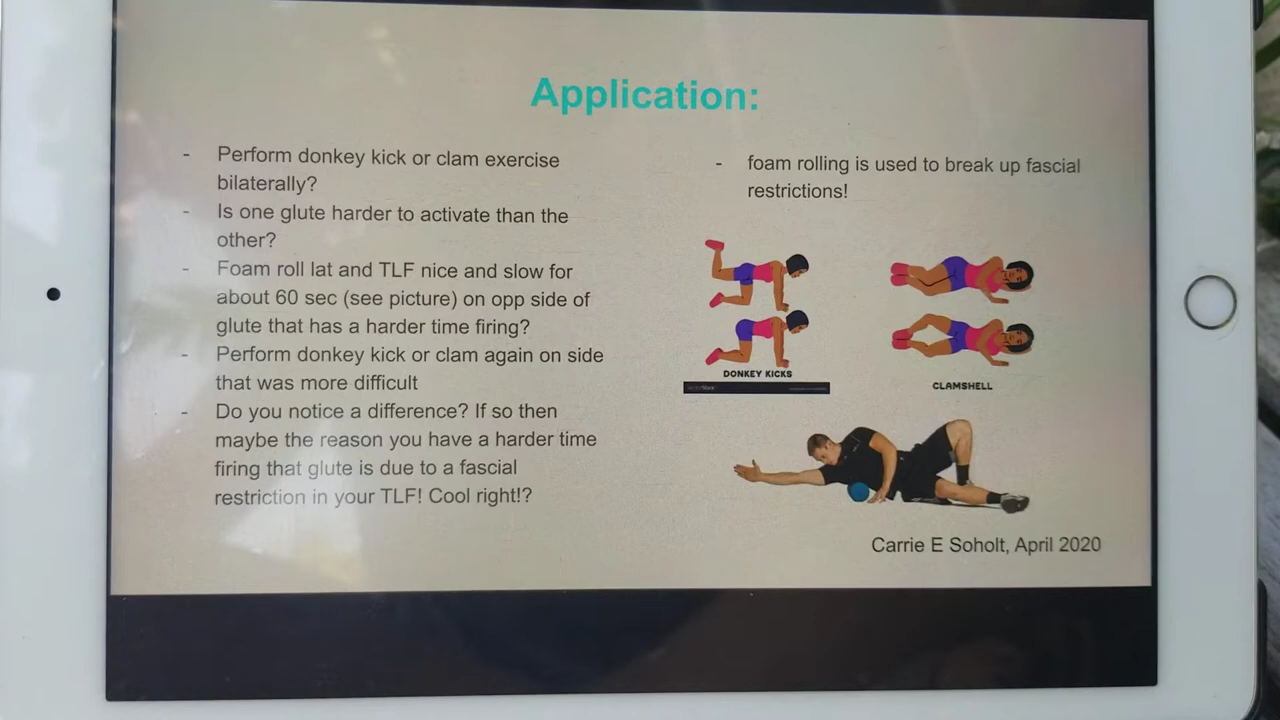 Application:
- Perform donkey kick or clam exercise
bilaterally?
- Is one glute harder to activate than the
other?
- Foam roll lat and TLF nice and slow for
about 60 sec (see picture) on opp side of
glute that has a harder time firing?
- Perform donkey kick or clam again on side
that was more difficult
- Do you notice a difference? If so then
maybe the reason you have a harder time
firing that glute is due to a fascial
restriction in your TLF! Cool right!?
- foam rolling is used to break up fascial
restrictions!
DONKEY KICKS
CLAMSHELL
Carrie E Soholt, April 2020